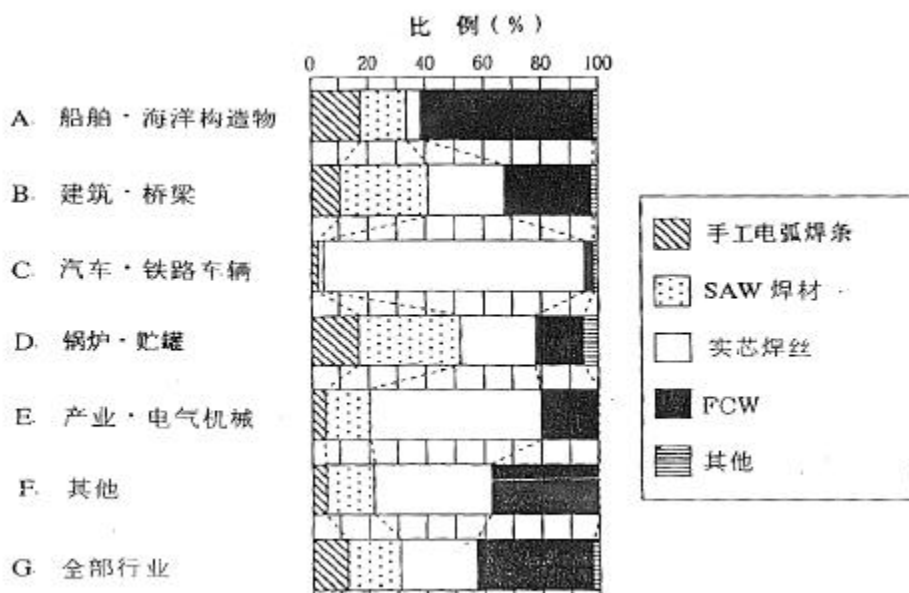 比 例(%)
0 20 40 60 80 100
A. 船舶·海洋构造物
B. 建筑·桥梁
C. 汽车·铁路车辆
D. 锅炉·贮罐
E. 产业·电气机械
F. 其他
G. 全部行业
手工电弧焊条
SAW 焊材
实芯焊丝
FCW
其他